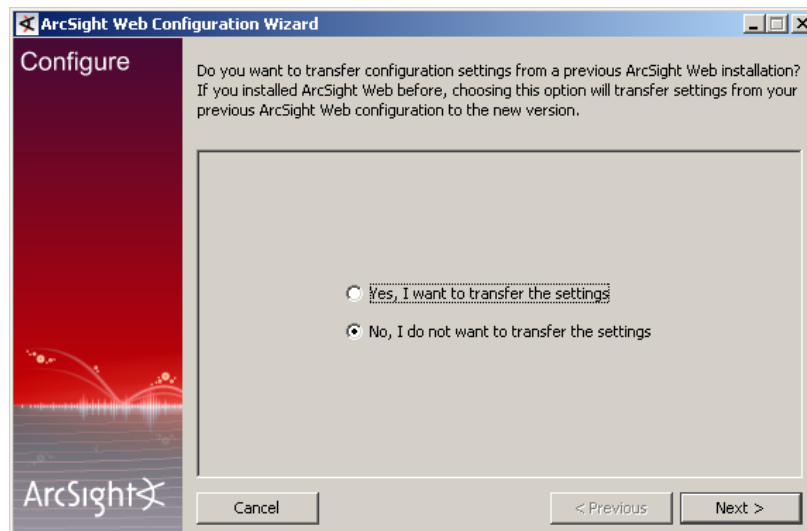 ArcSight Web Configuration Wizard
Configure
Do you want to transfer configuration settings from a previous ArcSight Web installation?
If you installed ArcSight Web before, choosing this option will transfer settings from your
previous ArcSight Web configuration to the new version.
Yes, I want to transfer the settings
No, I do not want to transfer the settings
ArcSight
Cancel
< Previous
Next >